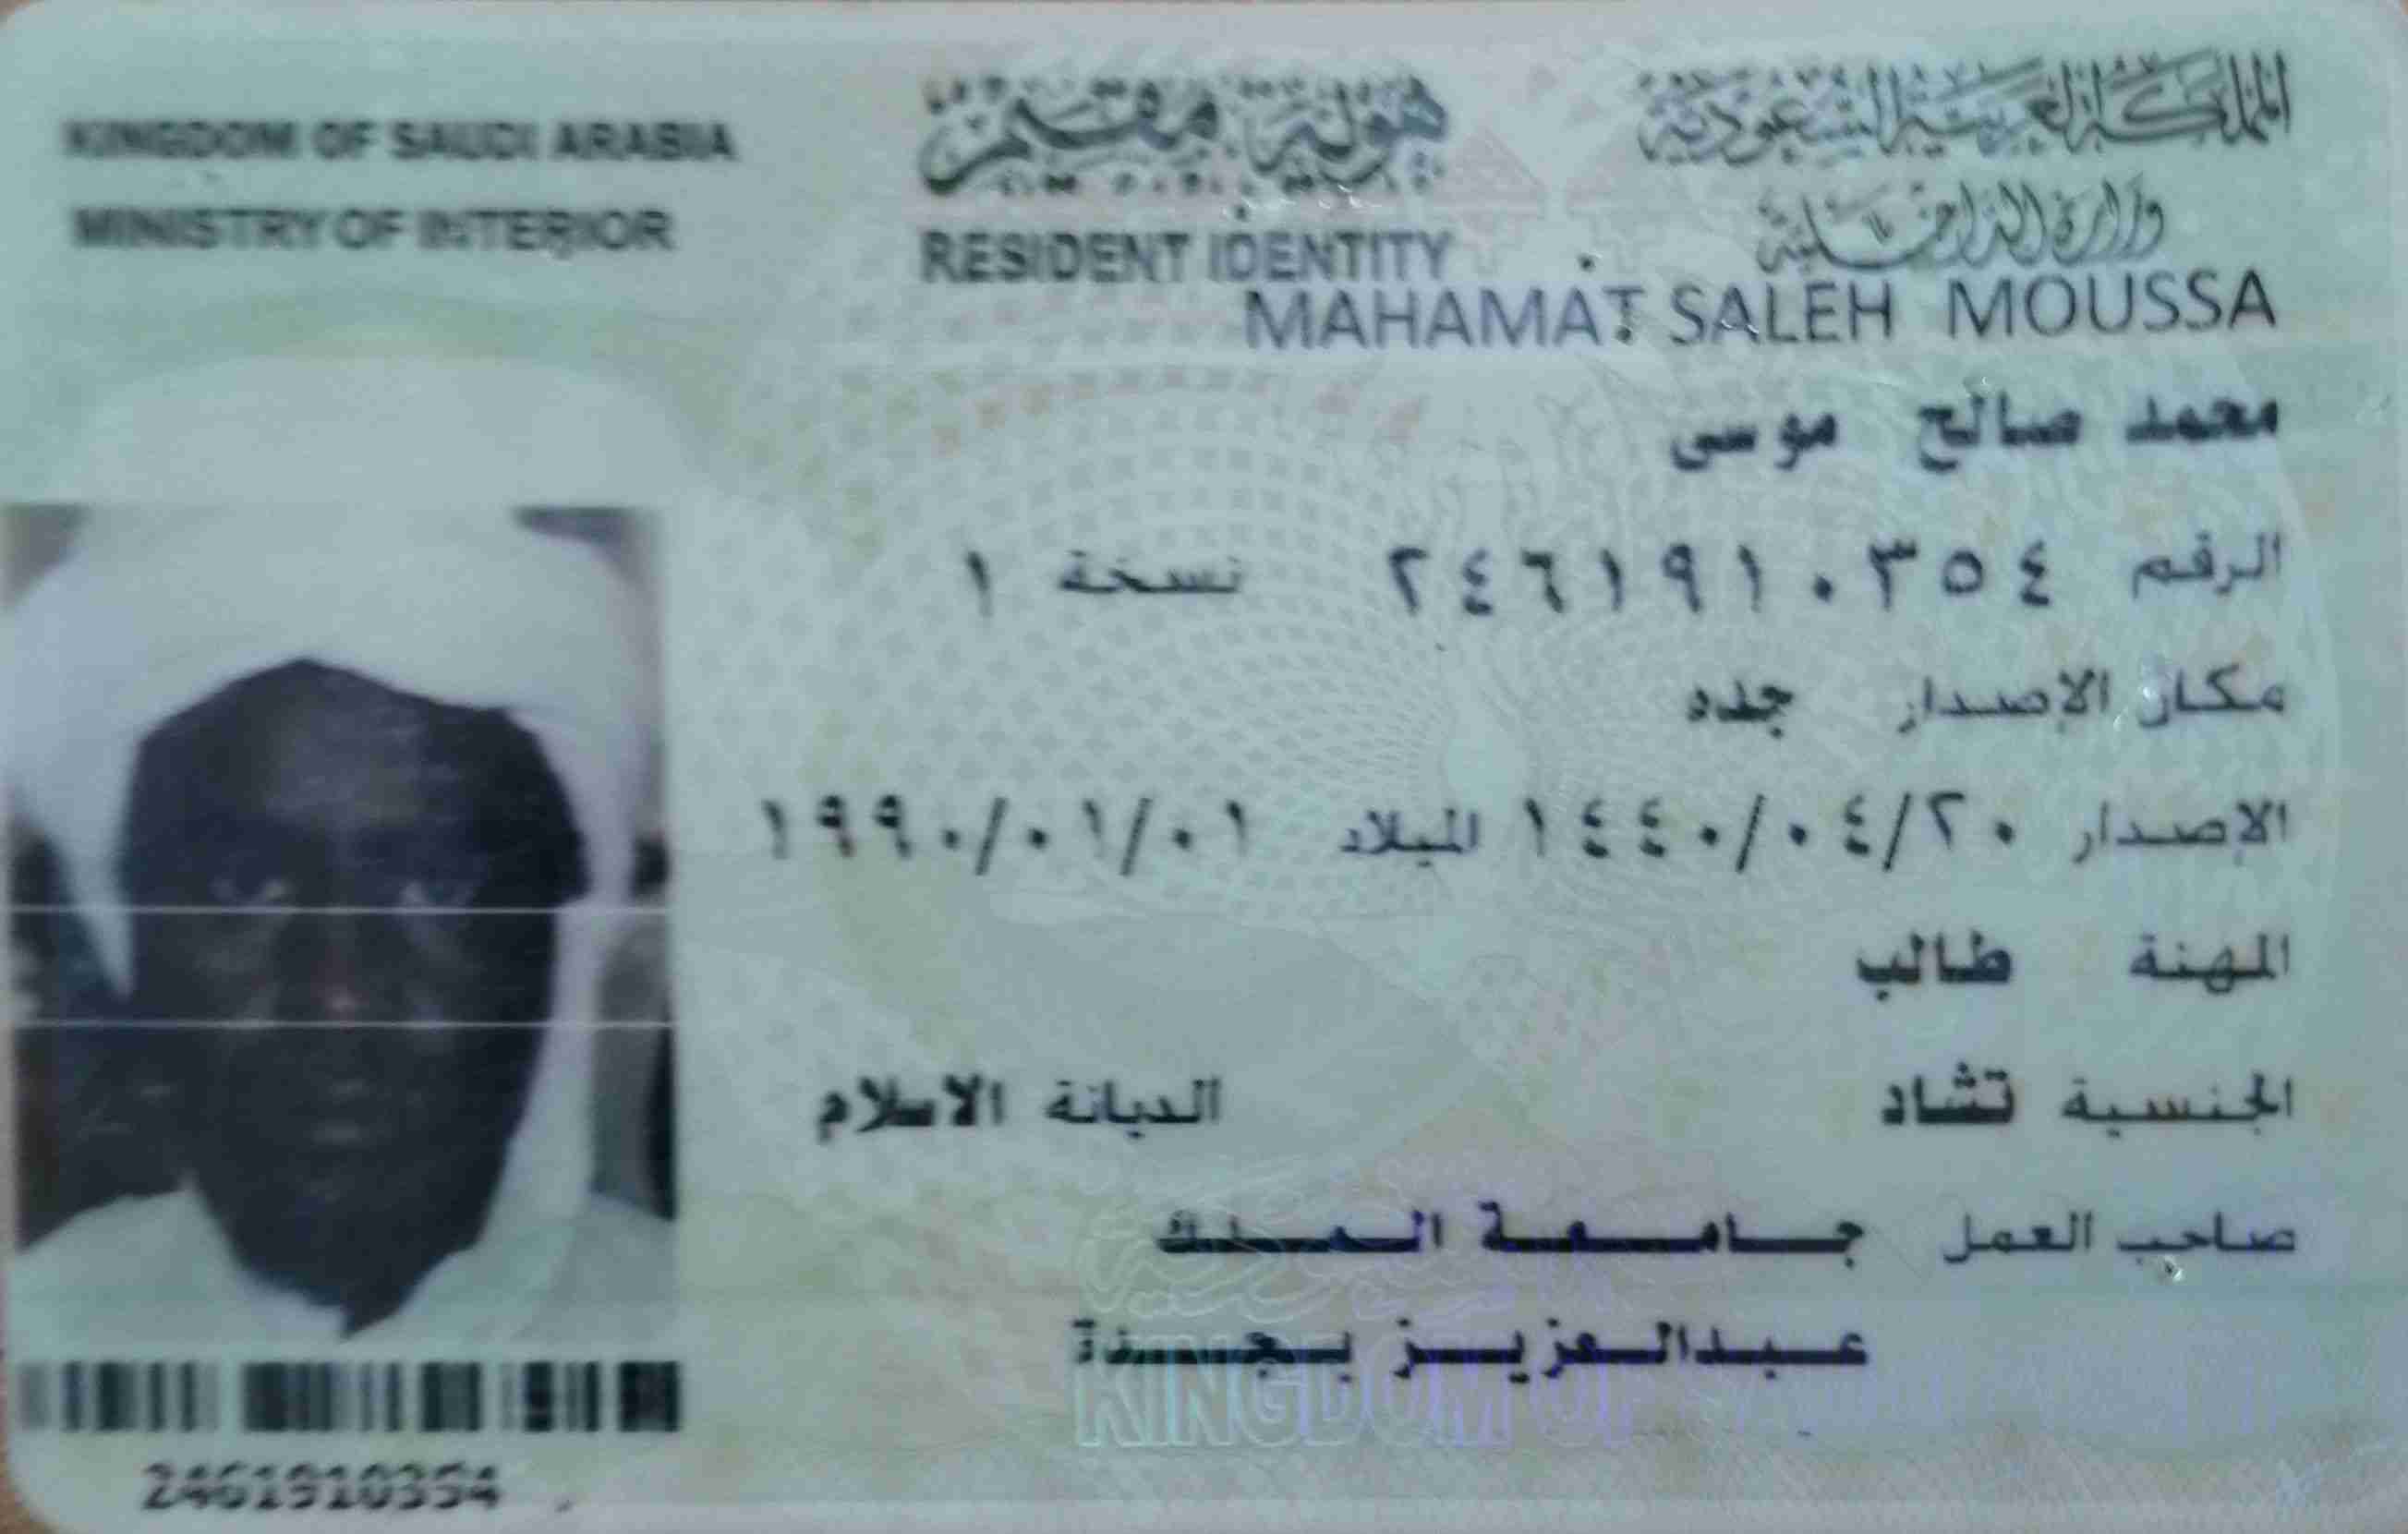 المملكة العربية السعودية
وزارة الداخلية
هوية مقيم
RESIDENT IDENTITY
KINGDOM OF SAUDI ARABIA
MINISTRY OF INTERIOR
MAHAMAT SALEH MOUSSA
محمد صالح موسى
الرقم ٢٤٦١٩١٠٣٥٤ نسخة ١
مكان الإصدار جده
الإصدار ١٤٤٠/٠٤/٢٠ الميلاد ١٩٩٠/٠١/٠١
المهنة طالب
الجنسية تشاد الديانة الاسلام
صاحب العمل جامعة الملك
عبدالعزيز بجدة
KINGDOM OF
2461910354